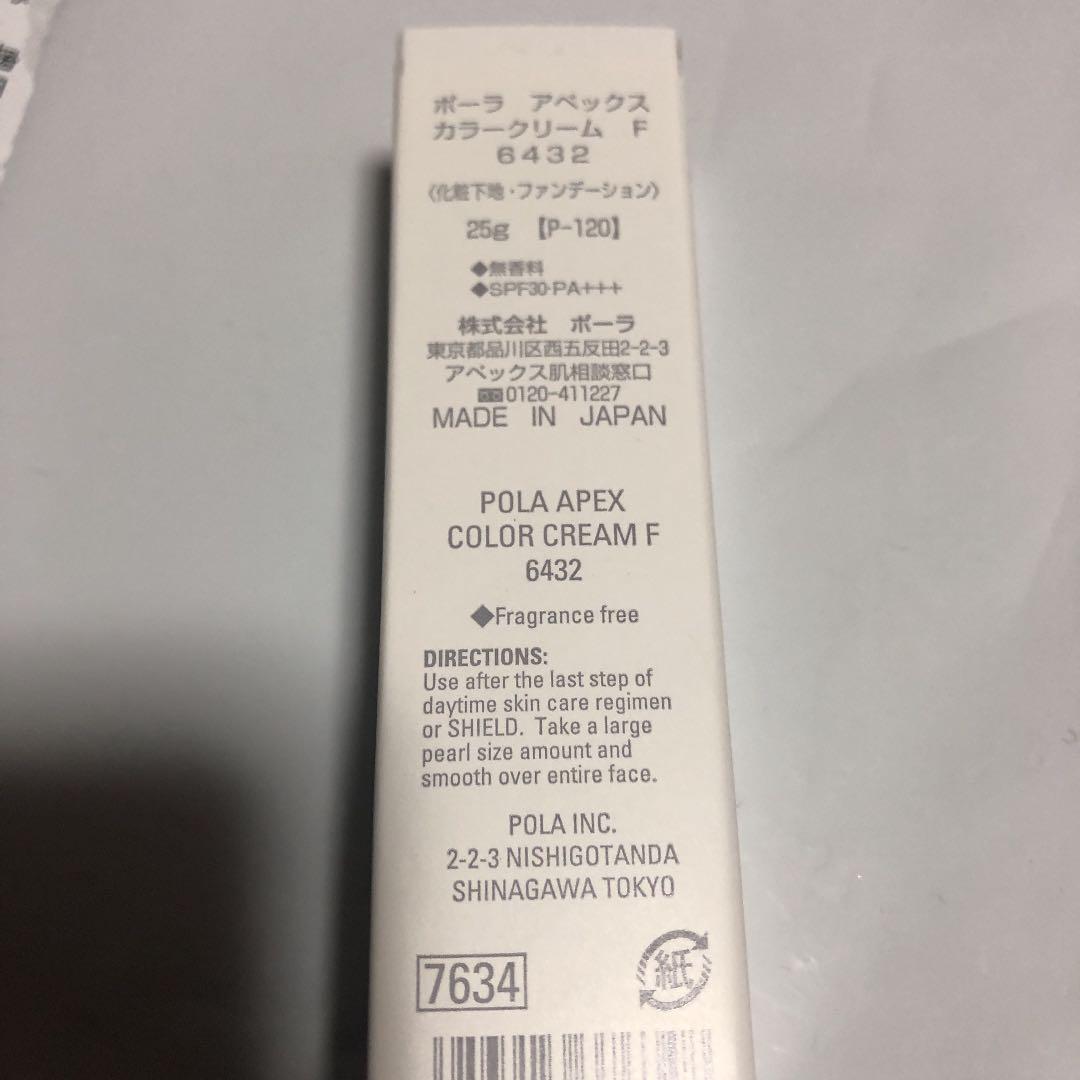 ポーラ　アペックス
カラークリーム　F
6432
〈化粧下地・ファンデーション〉
25g 【P-120】
◆無香料
◆SPF30・PA+++
株式会社　ポーラ
東京都品川区西五反田2-2-3
アペックス肌相談窓口
0120-411227
MADE IN JAPAN
POLA APEX
COLOR CREAM F
6432
◆Fragrance free
DIRECTIONS:
Use after the last step of
daytime skin care regimen
or SHIELD. Take a large
pearl size amount and
smooth over entire face.
POLA INC.
2-2-3 NISHIGOTANDA
SHINAGAWA TOKYO
7634
紙